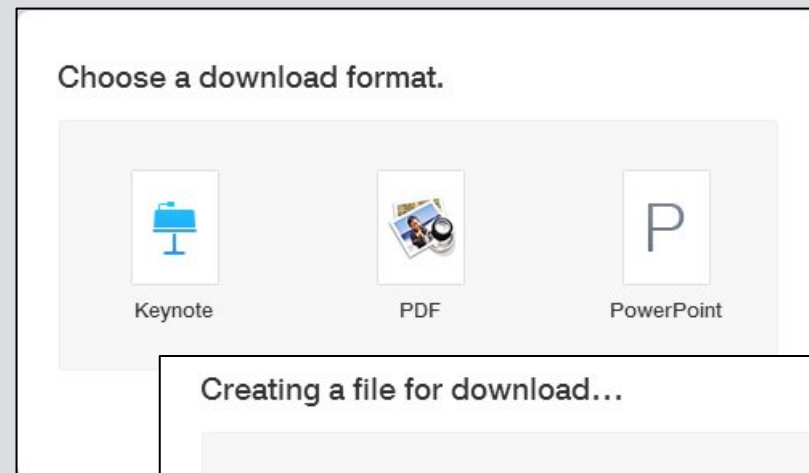 Choose a download format.
P
Keynote PDF PowerPoint
Creating a file for download...